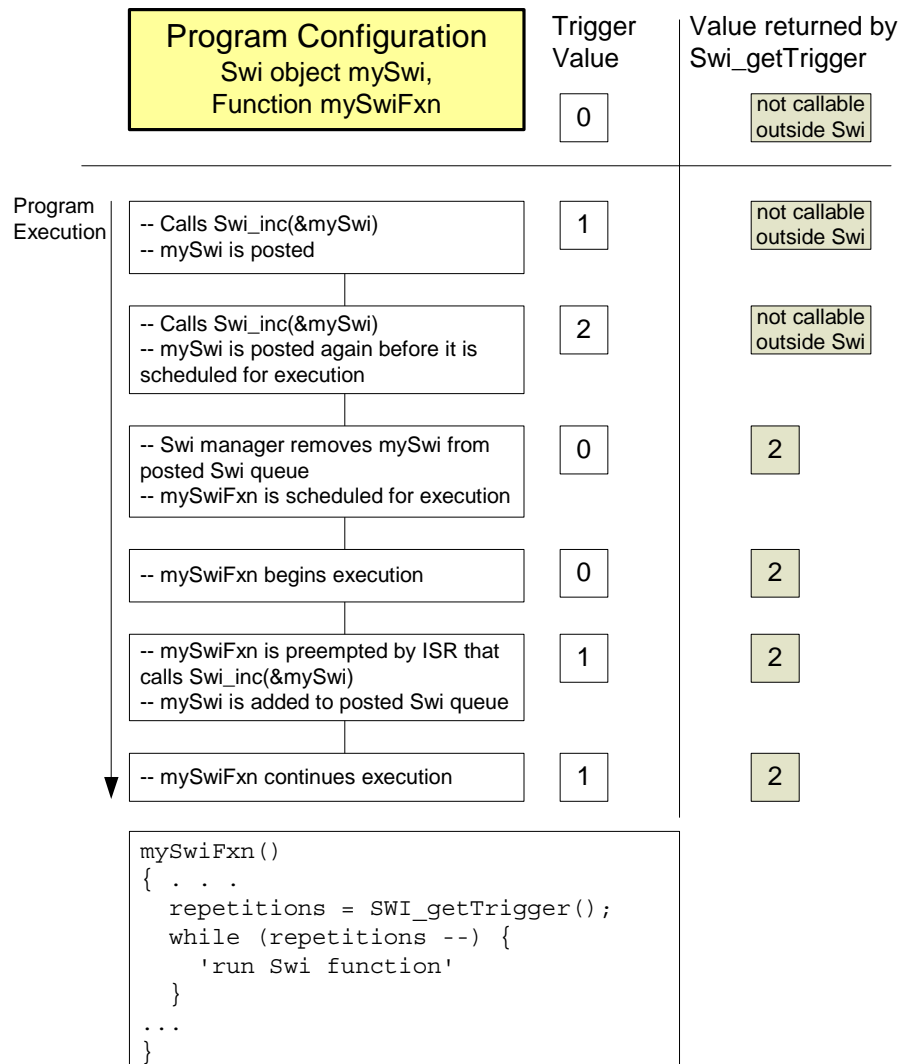 Program Configuration
Swi object mySwi,
Function mySwiFxn
Trigger
Value
Value returned by
Swi_getTrigger
0
not callable
outside Swi
Program
Execution
-- Calls Swi_inc(&mySwi)
-- mySwi is posted
1
not callable
outside Swi
-- Calls Swi_inc(&mySwi)
-- mySwi is posted again before it is
scheduled for execution
2
not callable
outside Swi
-- Swi manager removes mySwi from
posted Swi queue
-- mySwiFxn is scheduled for execution
0
2
-- mySwiFxn begins execution
0
2
-- mySwiFxn is preempted by ISR that
calls Swi_inc(&mySwi)
-- mySwi is added to posted Swi queue
1
2
-- mySwiFxn continues execution
1
2
mySwiFxn()
{ . . .
  repetitions = SWI_getTrigger();
  while (repetitions --) {
    'run Swi function'
  }
...
}